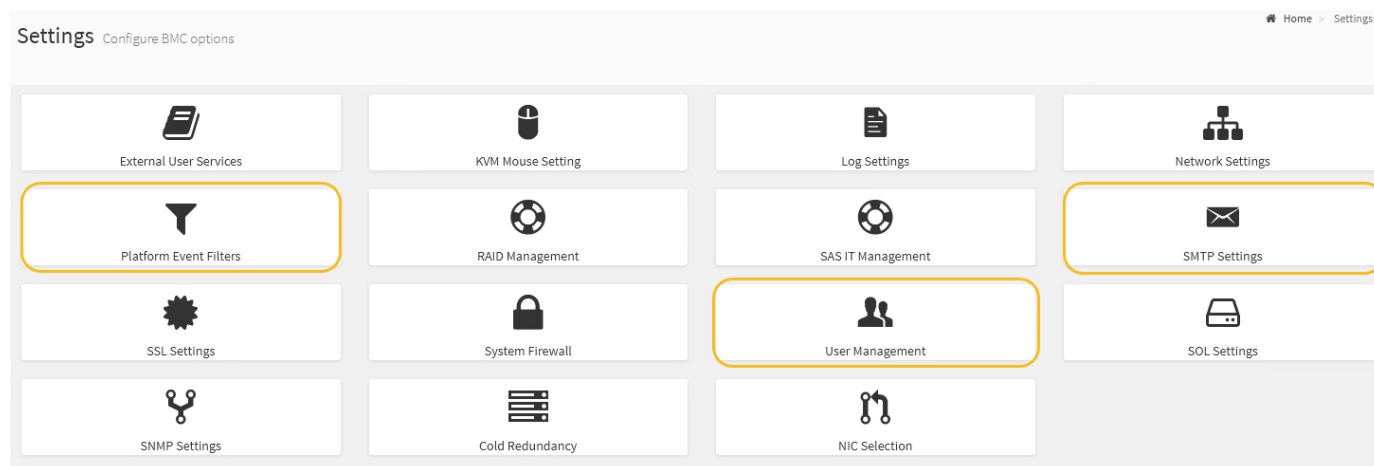 Home > Settings
Settings Configure BMC options
External User Services
KVM Mouse Setting
Log Settings
Network Settings
Platform Event Filters
RAID Management
SAS IT Management
SMTP Settings
SSL Settings
System Firewall
User Management
SOL Settings
SNMP Settings
Cold Redundancy
NIC Selection